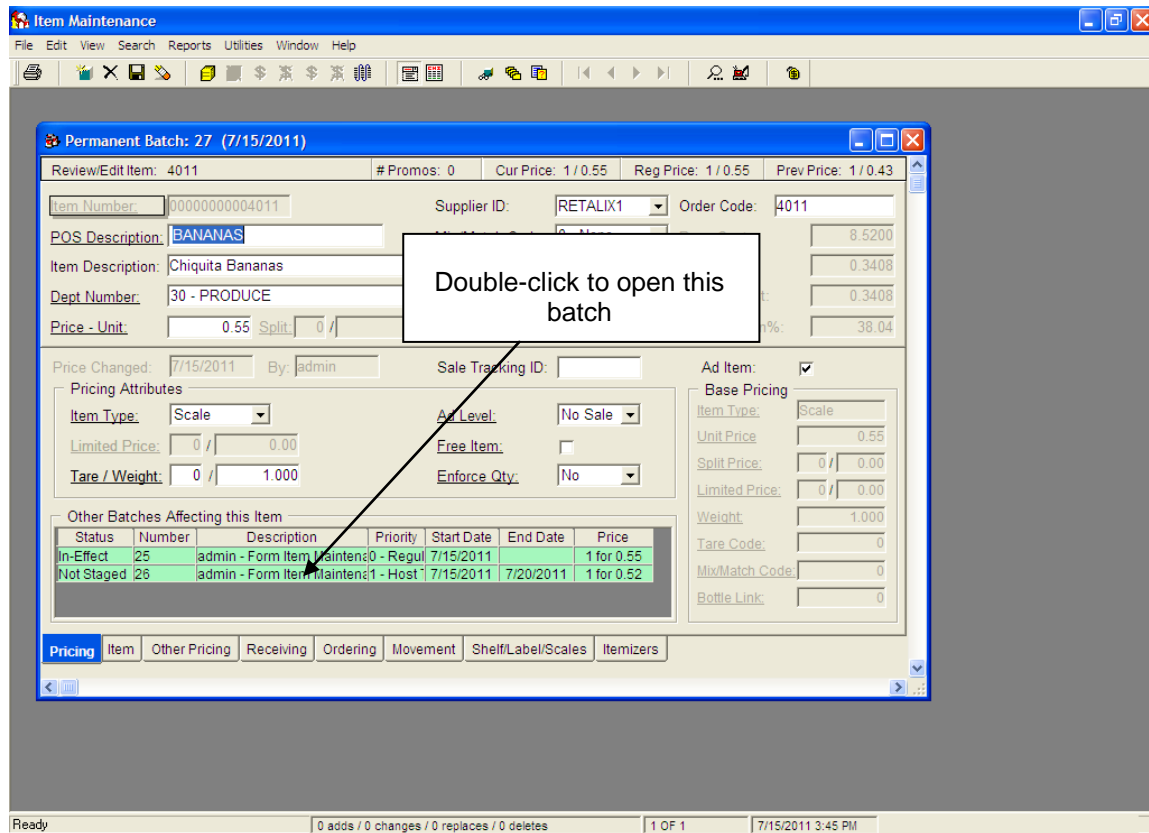 Item Maintenance
File Edit View Search Reports Utilities Window Help
Permanent Batch: 27 (7/15/2011)
Review/Edit Item: 4011 # Promos: 0 Cur Price: 1 / 0.55 Reg Price: 1 / 0.55 Prev Price: 1 / 0.43
Item Number: 00000000004011 Supplier ID: RETALIX1 Order Code: 4011
POS Description: BANANAS 8.5200
Item Description: Chiquita Bananas 0.3408
Dept Number: 30 - PRODUCE 0.3408
Price - Unit: 0.55 Split: 0 / 38.04
Double-click to open this
batch
Price Changed: 7/15/2011 By: admin Sale Tracking ID: Ad Item:
Pricing Attributes Base Pricing
Item Type: Scale Ad Level: No Sale Item Type: Scale
Limited Price: 0 / 0.00 Free Item: Unit Price 0.55
Split Price: 0 / 0.00
Tare / Weight: 0 / 1.000 Enforce Qty: No Limited Price: 0 / 0.00
Other Batches Affecting this Item Weight: 1.000
Status Number Description Priority Start Date End Date Price
Tare Code: 0
In-Effect 25 admin - Form Item Maintena 0 - Regul 7/15/2011 1 for 0.55
Not Staged 26 admin - Form Item Maintena 1 - Host 7/15/2011 7/20/2011 1 for 0.52
Mix/Match Code: 0
Bottle Link: 0
Pricing Item Other Pricing Receiving Ordering Movement Shelf/Label/Scales Itemizers
Ready 0 adds / 0 changes / 0 replaces / 0 deletes 1 OF 1 7/15/2011 3:45 PM